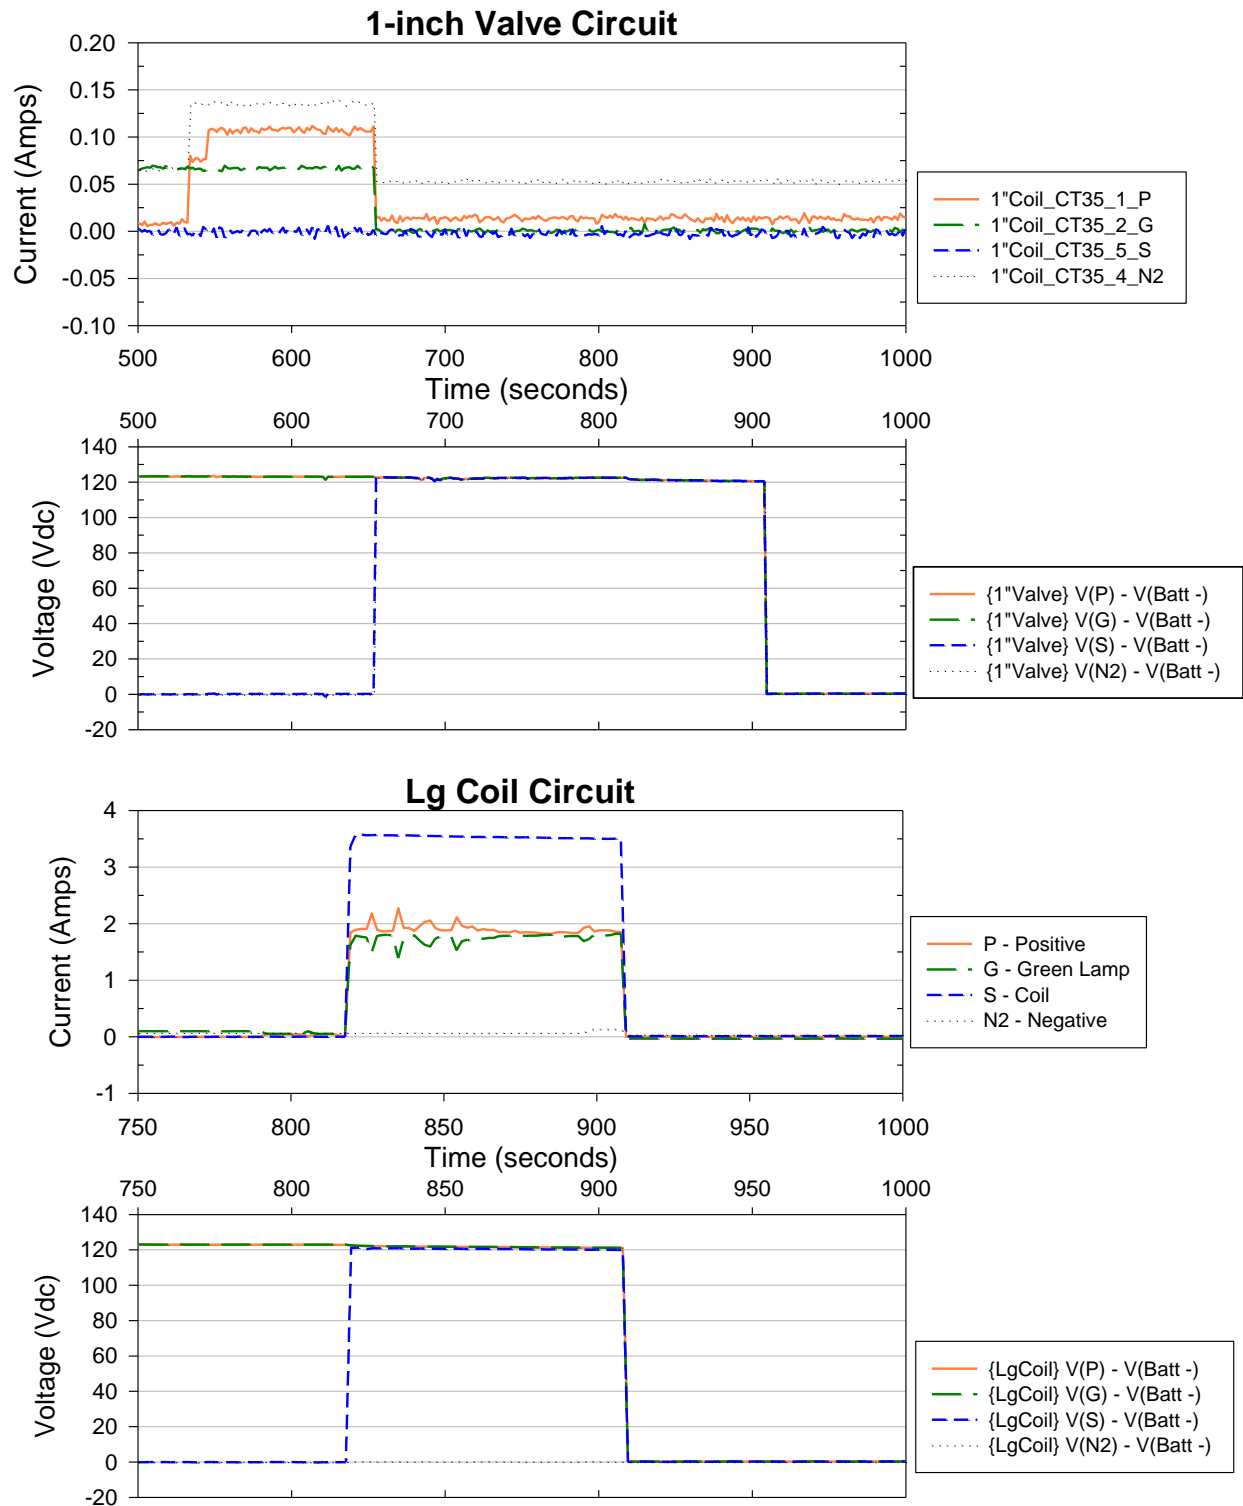 1-inch Valve Circuit
0.20
0.15
0.10
0.05
0.00
-0.05
-0.10
Current (Amps)
500 600 700 800 900 1000
Time (seconds)
1"Coil_CT35_1_P
1"Coil_CT35_2_G
1"Coil_CT35_5_S
1"Coil_CT35_4_N2
500 600 700 800 900 1000
140
120
100
80
60
40
20
0
-20
Voltage (Vdc)
{1"Valve} V(P) - V(Batt -)
{1"Valve} V(G) - V(Batt -)
{1"Valve} V(S) - V(Batt -)
{1"Valve} V(N2) - V(Batt -)
Lg Coil Circuit
4
3
2
1
0
-1
Current (Amps)
750 800 850 900 950 1000
Time (seconds)
P - Positive
G - Green Lamp
S - Coil
N2 - Negative
750 800 850 900 950 1000
140
120
100
80
60
40
20
0
-20
Voltage (Vdc)
{LgCoil} V(P) - V(Batt -)
{LgCoil} V(G) - V(Batt -)
{LgCoil} V(S) - V(Batt -)
{LgCoil} V(N2) - V(Batt -)